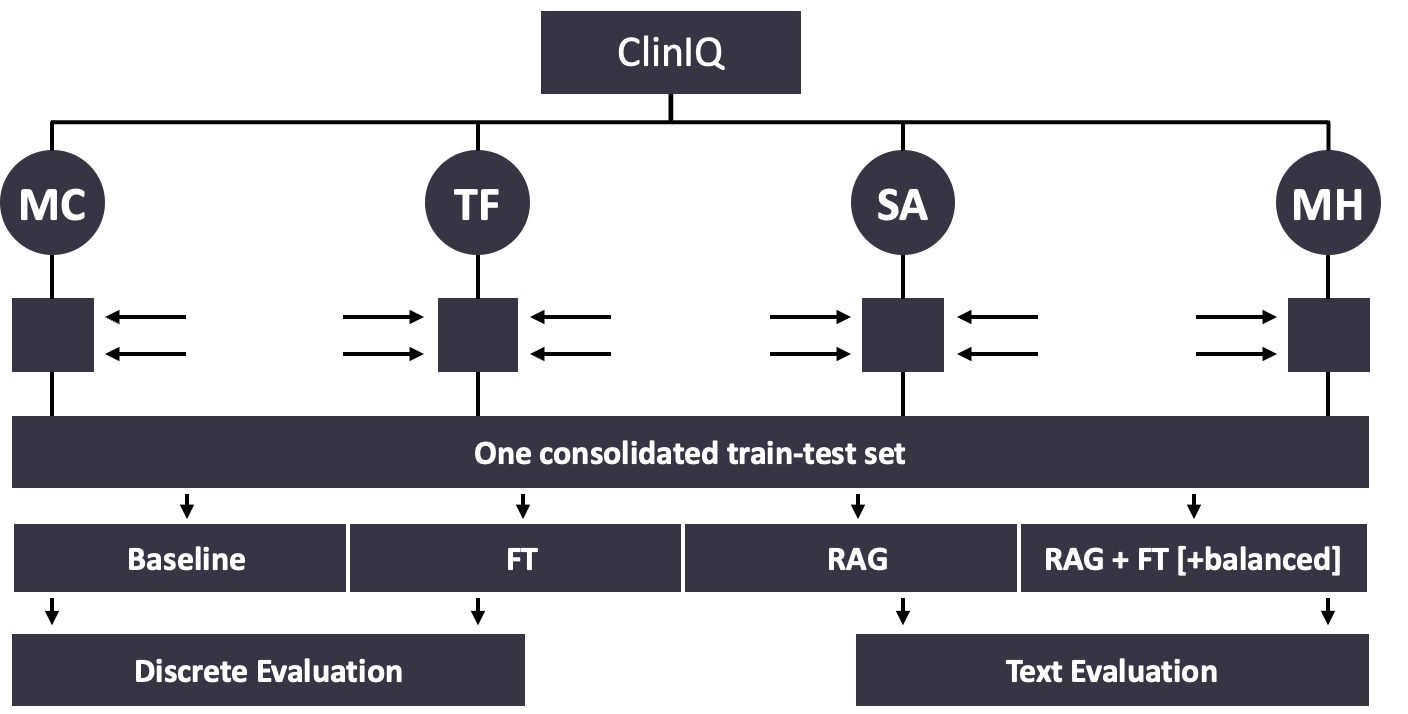 ClinIQ
MC
TF
SA
MH
One consolidated train-test set
Baseline
FT
RAG
RAG + FT [+balanced]
Discrete Evaluation
Text Evaluation